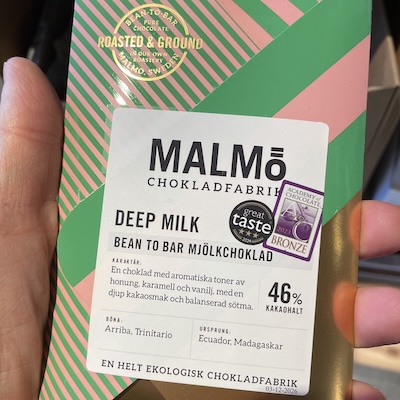 BEAN-TO-BAR
PURE
CHOCOLATE
ROASTED & GROUND
IN OUR OWN
ROASTERY
MALMÖ, SWEDEN
MALMÖ
CHOKLADFABRIK
DEEP MILK
BEAN TO BAR MJÖLKCHOKLAD
great
taste
ACADEMY of
CHOCOLATE
BRONZE
KARAKTÄR:
En choklad med aromatiska toner av
honung, karamell och vanilj, med en
djup kakaosmak och balanserad sötma.
46%
KAKAOHALT
BÖNA:
Arriba, Trinitario
URSPRUNG:
Ecuador, Madagaskar
EN HELT EKOLOGISK CHOKLADFABRIK
03-12-2026